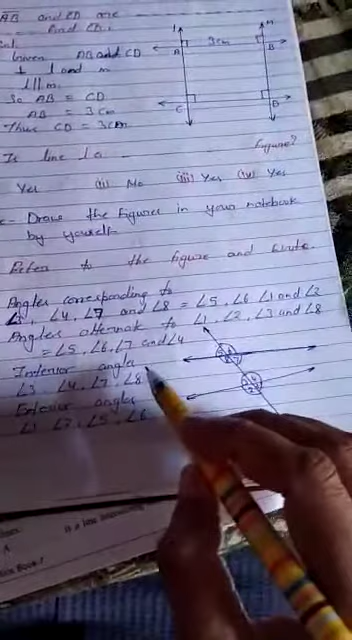 AB and CD are
find CD.
Given AB and CD
⊥ l and m
l || m.
So AB = CD
AB = 3 cm
Thus CD = 3 cm
l
m
A
3cm
B
C
D
Is line l a figure?
Yes (ii) No (iii) Yes (iv) Yes
Draw the figures in your notebook
by yourself
Refer to the figure and write.
Angles corresponding to
∠3, ∠4, ∠7 and ∠8 = ∠5, ∠6 ∠1 and ∠2
Angles alternate to ∠1, ∠2, ∠3 and ∠8
= ∠5, ∠6, ∠7 and ∠4
Interior angle
∠3 ∠4, ∠7, ∠8
Exterior angle
∠1 ∠2, ∠5, ∠6
is a line